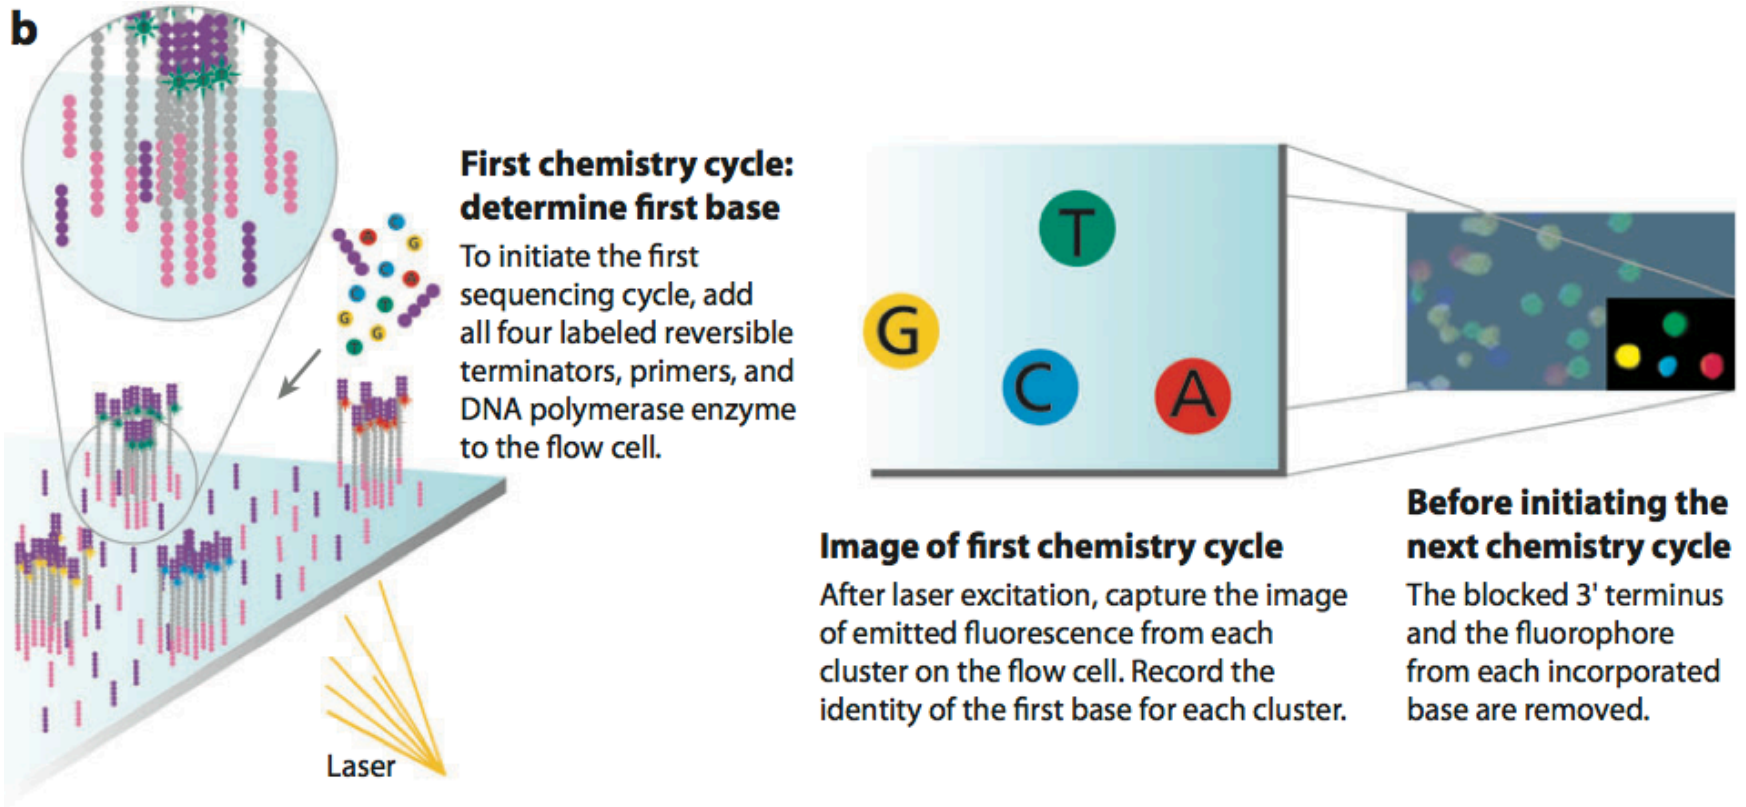 b
First chemistry cycle:
determine first base
To initiate the first
sequencing cycle, add
all four labeled reversible
terminators, primers, and
DNA polymerase enzyme
to the flow cell.
C
G
C
C
T
G
G
T
G
C
A
Laser
Image of first chemistry cycle
After laser excitation, capture the image
of emitted fluorescence from each
cluster on the flow cell. Record the
identity of the first base for each cluster.
Before initiating the
next chemistry cycle
The blocked 3' terminus
and the fluorophore
from each incorporated
base are removed.